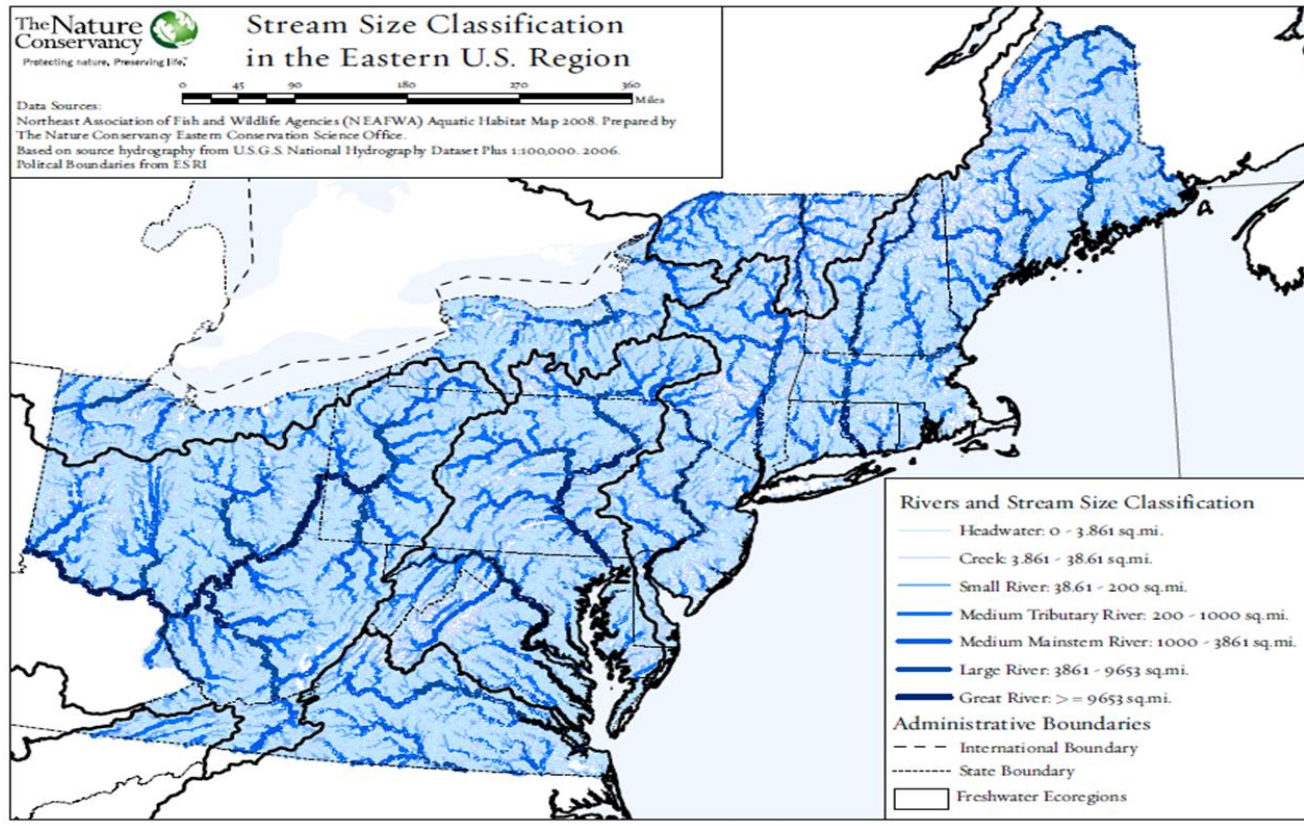 The Nature
Conservancy
Protecting nature. Preserving life.™
Stream Size Classification
in the Eastern U.S. Region
0 45 90 180 270 360
Miles
Data Sources:
Northeast Association of Fish and Wildlife Agencies (NEAFWA) Aquatic Habitat Map 2008. Prepared by
The Nature Conservancy Eastern Conservation Science Office.
Based on source hydrography from U.S.G.S. National Hydrography Dataset Plus 1:100,000. 2006.
Politcal Boundaries from ESRI
Rivers and Stream Size Classification
Headwater: 0 - 3.861 sq.mi.
Creek: 3.861 - 38.61 sq.mi.
Small River: 38.61 - 200 sq.mi.
Medium Tributary River: 200 - 1000 sq.mi.
Medium Mainstem River: 1000 - 3861 sq.mi.
Large River: 3861 - 9653 sq.mi.
Great River: >= 9653 sq.mi.
Administrative Boundaries
International Boundary
State Boundary
Freshwater Ecoregions